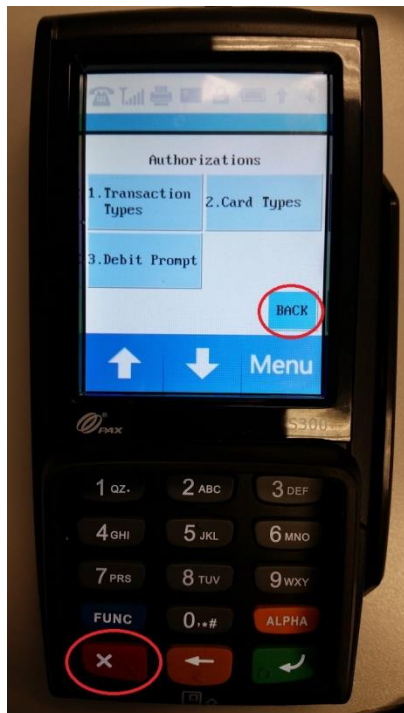 Authorizations
1.Transaction Types
2.Card Types
3.Debit Prompt
BACK
Menu
PAX
S300
1 QZ.
2 ABC
3 DEF
4 GHI
5 JKL
6 MNO
7 PRS
8 TUV
9 WXY
FUNC
0,*#
ALPHA